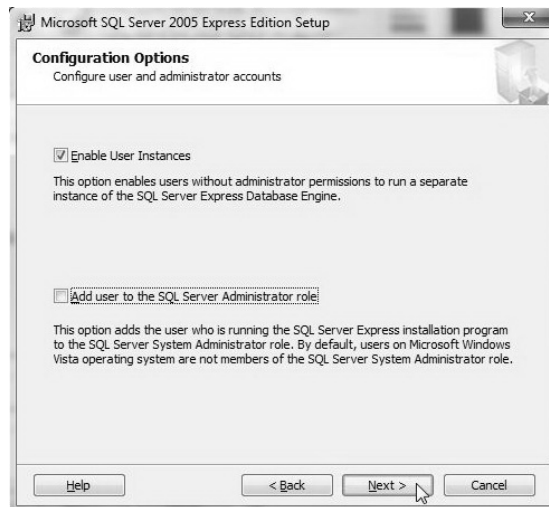 Microsoft SQL Server 2005 Express Edition Setup
Configuration Options
Configure user and administrator accounts
Enable User Instances
This option enables users without administrator permissions to run a separate
instance of the SQL Server Express Database Engine.
Add user to the SQL Server Administrator role
This option adds the user who is running the SQL Server Express installation program
to the SQL Server System Administrator role. By default, users on Microsoft Windows
Vista operating system are not members of the SQL Server System Administrator role.
Help
< Back
Next >
Cancel